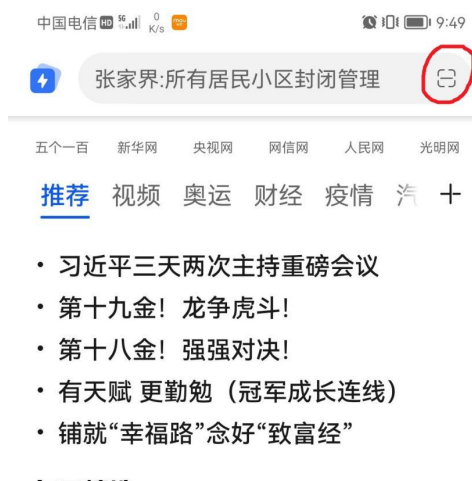 中国电信 HD 5G 0 K/s 9:49
张家界:所有居民小区封闭管理
五个一百 新华网 央视网 网信网 人民网 光明网
推荐 视频 奥运 财经 疫情 汽 +
· 习近平三天两次主持重磅会议
· 第十九金！龙争虎斗！
· 第十八金！强强对决！
· 有天赋 更勤勉（冠军成长连线）
· 铺就“幸福路”念好“致富经”